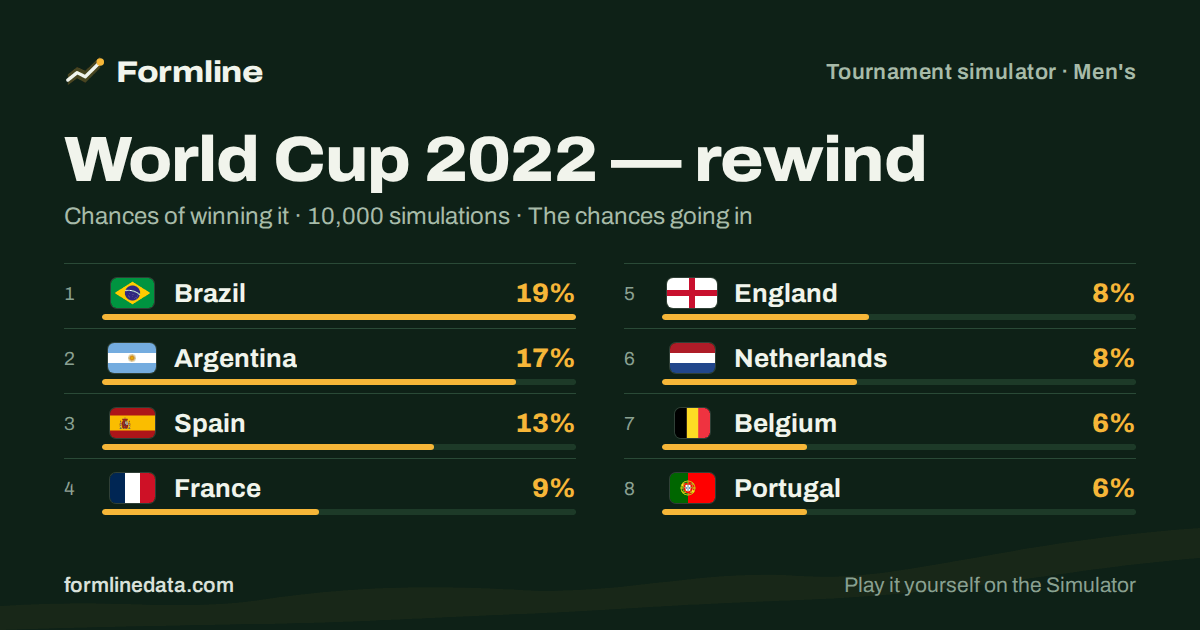 Formline
Tournament simulator · Men's
World Cup 2022 — rewind
Chances of winning it · 10,000 simulations · The chances going in
1 Brazil 19%
2 Argentina 17%
3 Spain 13%
4 France 9%
5 England 8%
6 Netherlands 8%
7 Belgium 6%
8 Portugal 6%
formlinedata.com
Play it yourself on the Simulator